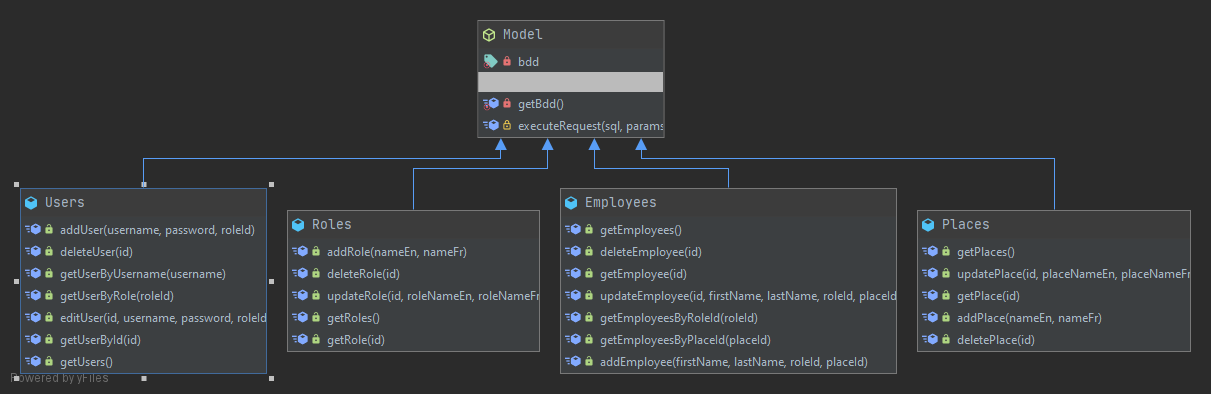 Model
bdd
getBdd()
executeRequest(sql, params
Users
addUser(username, password, roleId)
deleteUser(id)
getUserByUsername(username)
getUserByRole(roleId)
editUser(id, username, password, roleId
getUserById(id)
getUsers()
Roles
addRole(nameEn, nameFr)
deleteRole(id)
updateRole(id, roleNameEn, roleNameFr
getRoles()
getRole(id)
Employees
getEmployees()
deleteEmployee(id)
getEmployee(id)
updateEmployee(id, firstName, lastName, roleId, placeId
getEmployeesByRoleId(roleId)
getEmployeesByPlaceId(placeId)
addEmployee(firstName, lastName, roleId, placeId)
Places
getPlaces()
updatePlace(id, placeNameEn, placeNameFr
getPlace(id)
addPlace(nameEn, nameFr)
deletePlace(id)
Powered by yFiles